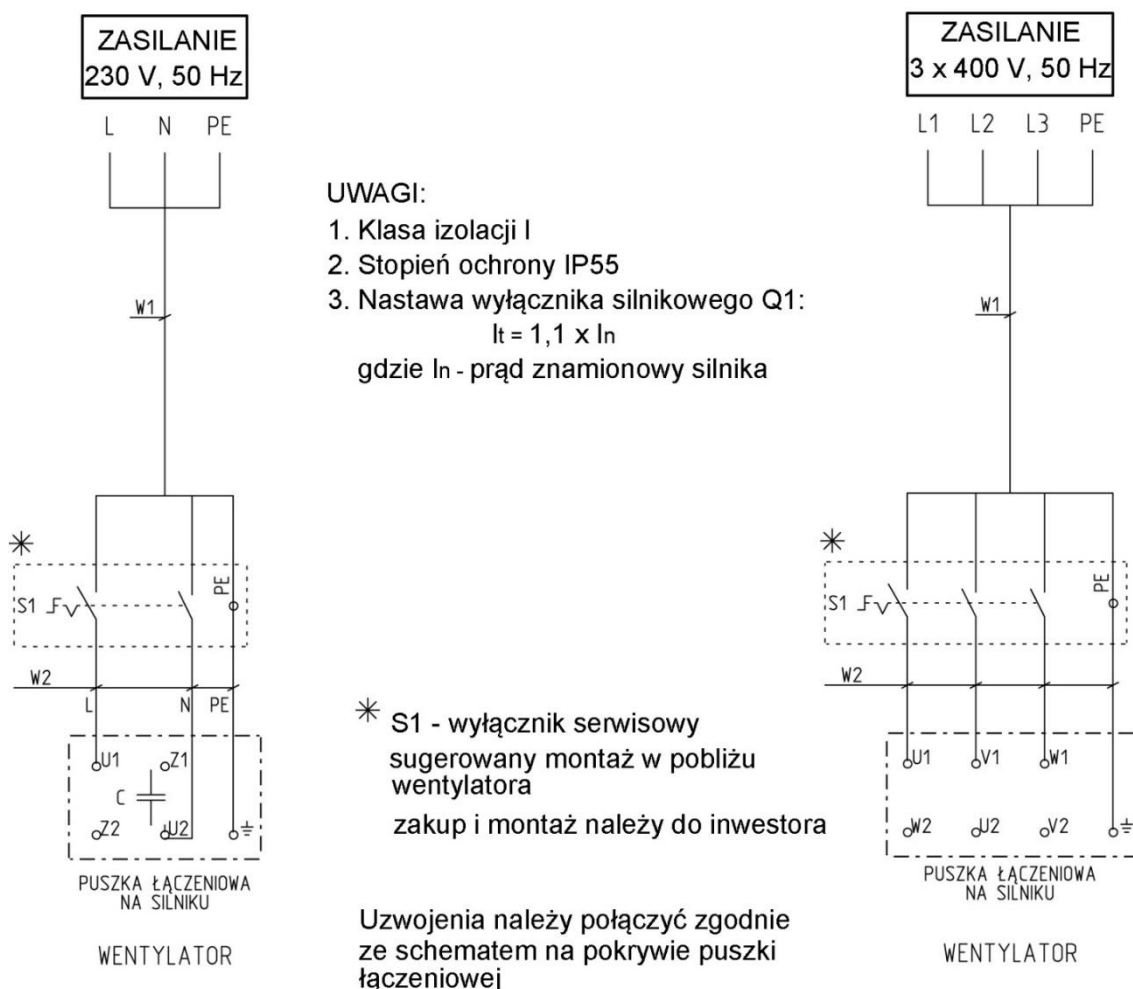 ZASILANIE
230 V, 50 Hz
L N PE
W1
S1
PE
W2
L N PE
U1 Z1
C
Z2 U2
PUSZKA ŁĄCZENIOWA
NA SILNIKU
WENTYLATOR
UWAGI:
1. Klasa izolacji I
2. Stopień ochrony IP55
3. Nastawa wyłącznika silnikowego Q1:
It = 1,1 x In
gdzie In - prąd znamionowy silnika
* S1 - wyłącznik serwisowy
sugerowany montaż w pobliżu
wentylatora
zakup i montaż należy do inwestora
Uzwojenia należy połączyć zgodnie
ze schematem na pokrywie puszki
łączeniowej
ZASILANIE
3 x 400 V, 50 Hz
L1 L2 L3 PE
W1
*
S1
PE
W2
U1 V1 W1
W2 U2 V2
PUSZKA ŁĄCZENIOWA
NA SILNIKU
WENTYLATOR